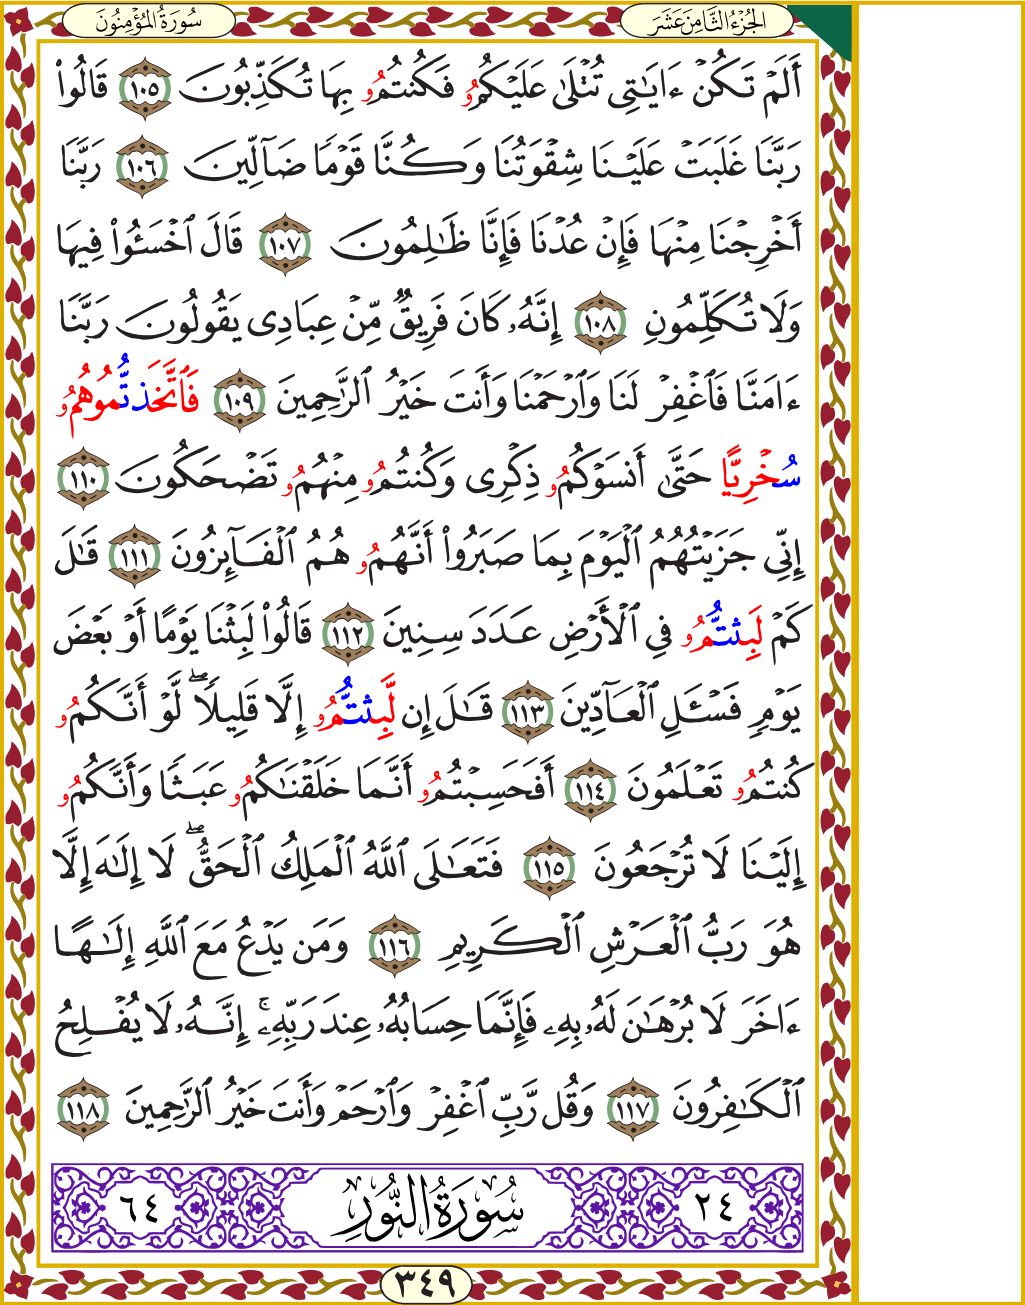 الجُزْءُ الثَّامِنَ عَشَرَ
سُورَةُ المُؤْمِنُونَ
أَلَمْ تَكُنْ ءَايَٰتِى تُتْلَىٰ عَلَيْكُمُۥ فَكُنتُمُۥ بِهَا تُكَذِّبُونَ ١٠٥ قَالُوا۟
رَبَّنَا غَلَبَتْ عَلَيْنَا شِقْوَتُنَا وَكُنَّا قَوْمًا ضَآلِّينَ ١٠٦ رَبَّنَا
أَخْرِجْنَا مِنْهَا فَإِنْ عُدْنَا فَإِنَّا ظَٰلِمُونَ ١٠٧ قَالَ ٱخْسَـُٔوا۟ فِيهَا
وَلَا تُكَلِّمُونِ ١٠٨ إِنَّهُۥ كَانَ فَرِيقٌ مِّنْ عِبَادِى يَقُولُونَ رَبَّنَا
ءَامَنَّا فَٱغْفِرْ لَنَا وَٱرْحَمْنَا وَأَنتَ خَيْرُ ٱلرَّٰحِمِينَ ١٠٩ فَٱتَّخَذتُّمُوهُمُۥ
سُخْرِيًّا حَتَّىٰٓ أَنسَوْكُمُۥ ذِكْرِى وَكُنتُمُۥ مِنْهُمُۥ تَضْحَكُونَ ١١٠
إِنِّى جَزَيْتُهُمُ ٱلْيَوْمَ بِمَا صَبَرُوٓا۟ أَنَّهُمُۥ هُمُ ٱلْفَآئِزُونَ ١١١ قَٰلَ
كَمْ لَبِثتُّمُۥ فِى ٱلْأَرْضِ عَدَدَ سِنِينَ ١١٢ قَالُوا۟ لَبِثْنَا يَوْمًا أَوْ بَعْضَ
يَوْمٍ فَسْـَٔلِ ٱلْعَآدِّينَ ١١٣ قَٰلَ إِن لَّبِثتُّمُۥ إِلَّا قَلِيلًا ۖ لَّوْ أَنَّكُمُۥ
كُنتُمُۥ تَعْلَمُونَ ١١٤ أَفَحَسِبْتُمُۥ أَنَّمَا خَلَقْنَٰكُمُۥ عَبَثًا وَأَنَّكُمُۥ
إِلَيْنَا لَا تُرْجَعُونَ ١١٥ فَتَعَٰلَى ٱللَّهُ ٱلْمَلِكُ ٱلْحَقُّ ۖ لَآ إِلَٰهَ إِلَّا
هُوَ رَبُّ ٱلْعَرْشِ ٱلْكَرِيمِ ١١٦ وَمَن يَدْعُ مَعَ ٱللَّهِ إِلَٰهًا
ءَاخَرَ لَا بُرْهَٰنَ لَهُۥ بِهِۦ فَإِنَّمَا حِسَابُهُۥ عِندَ رَبِّهِۦٓ ۚ إِنَّهُۥ لَا يُفْلِحُ
ٱلْكَٰفِرُونَ ١١٧ وَقُل رَّبِّ ٱغْفِرْ وَٱرْحَمْ وَأَنتَ خَيْرُ ٱلرَّٰحِمِينَ ١١٨
٢٤ سُورَةُ النُّورِ ٦٤
٣٤٩